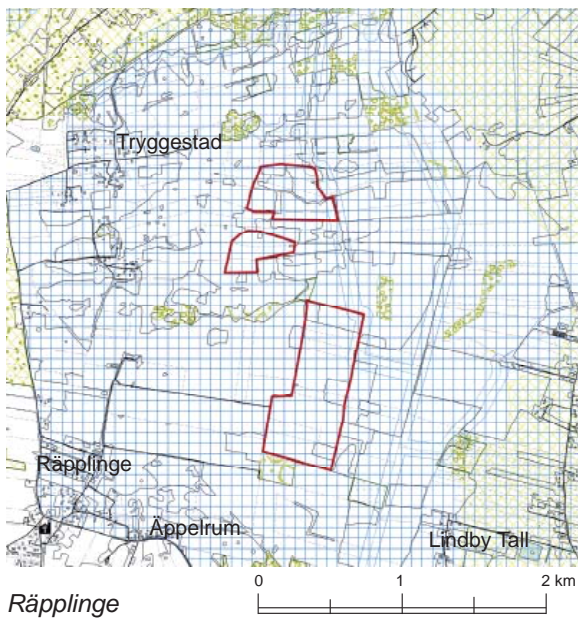 Tryggestad
Räpplinge
Äppelrum
Lindby Tall
Räpplinge
0 1 2 km